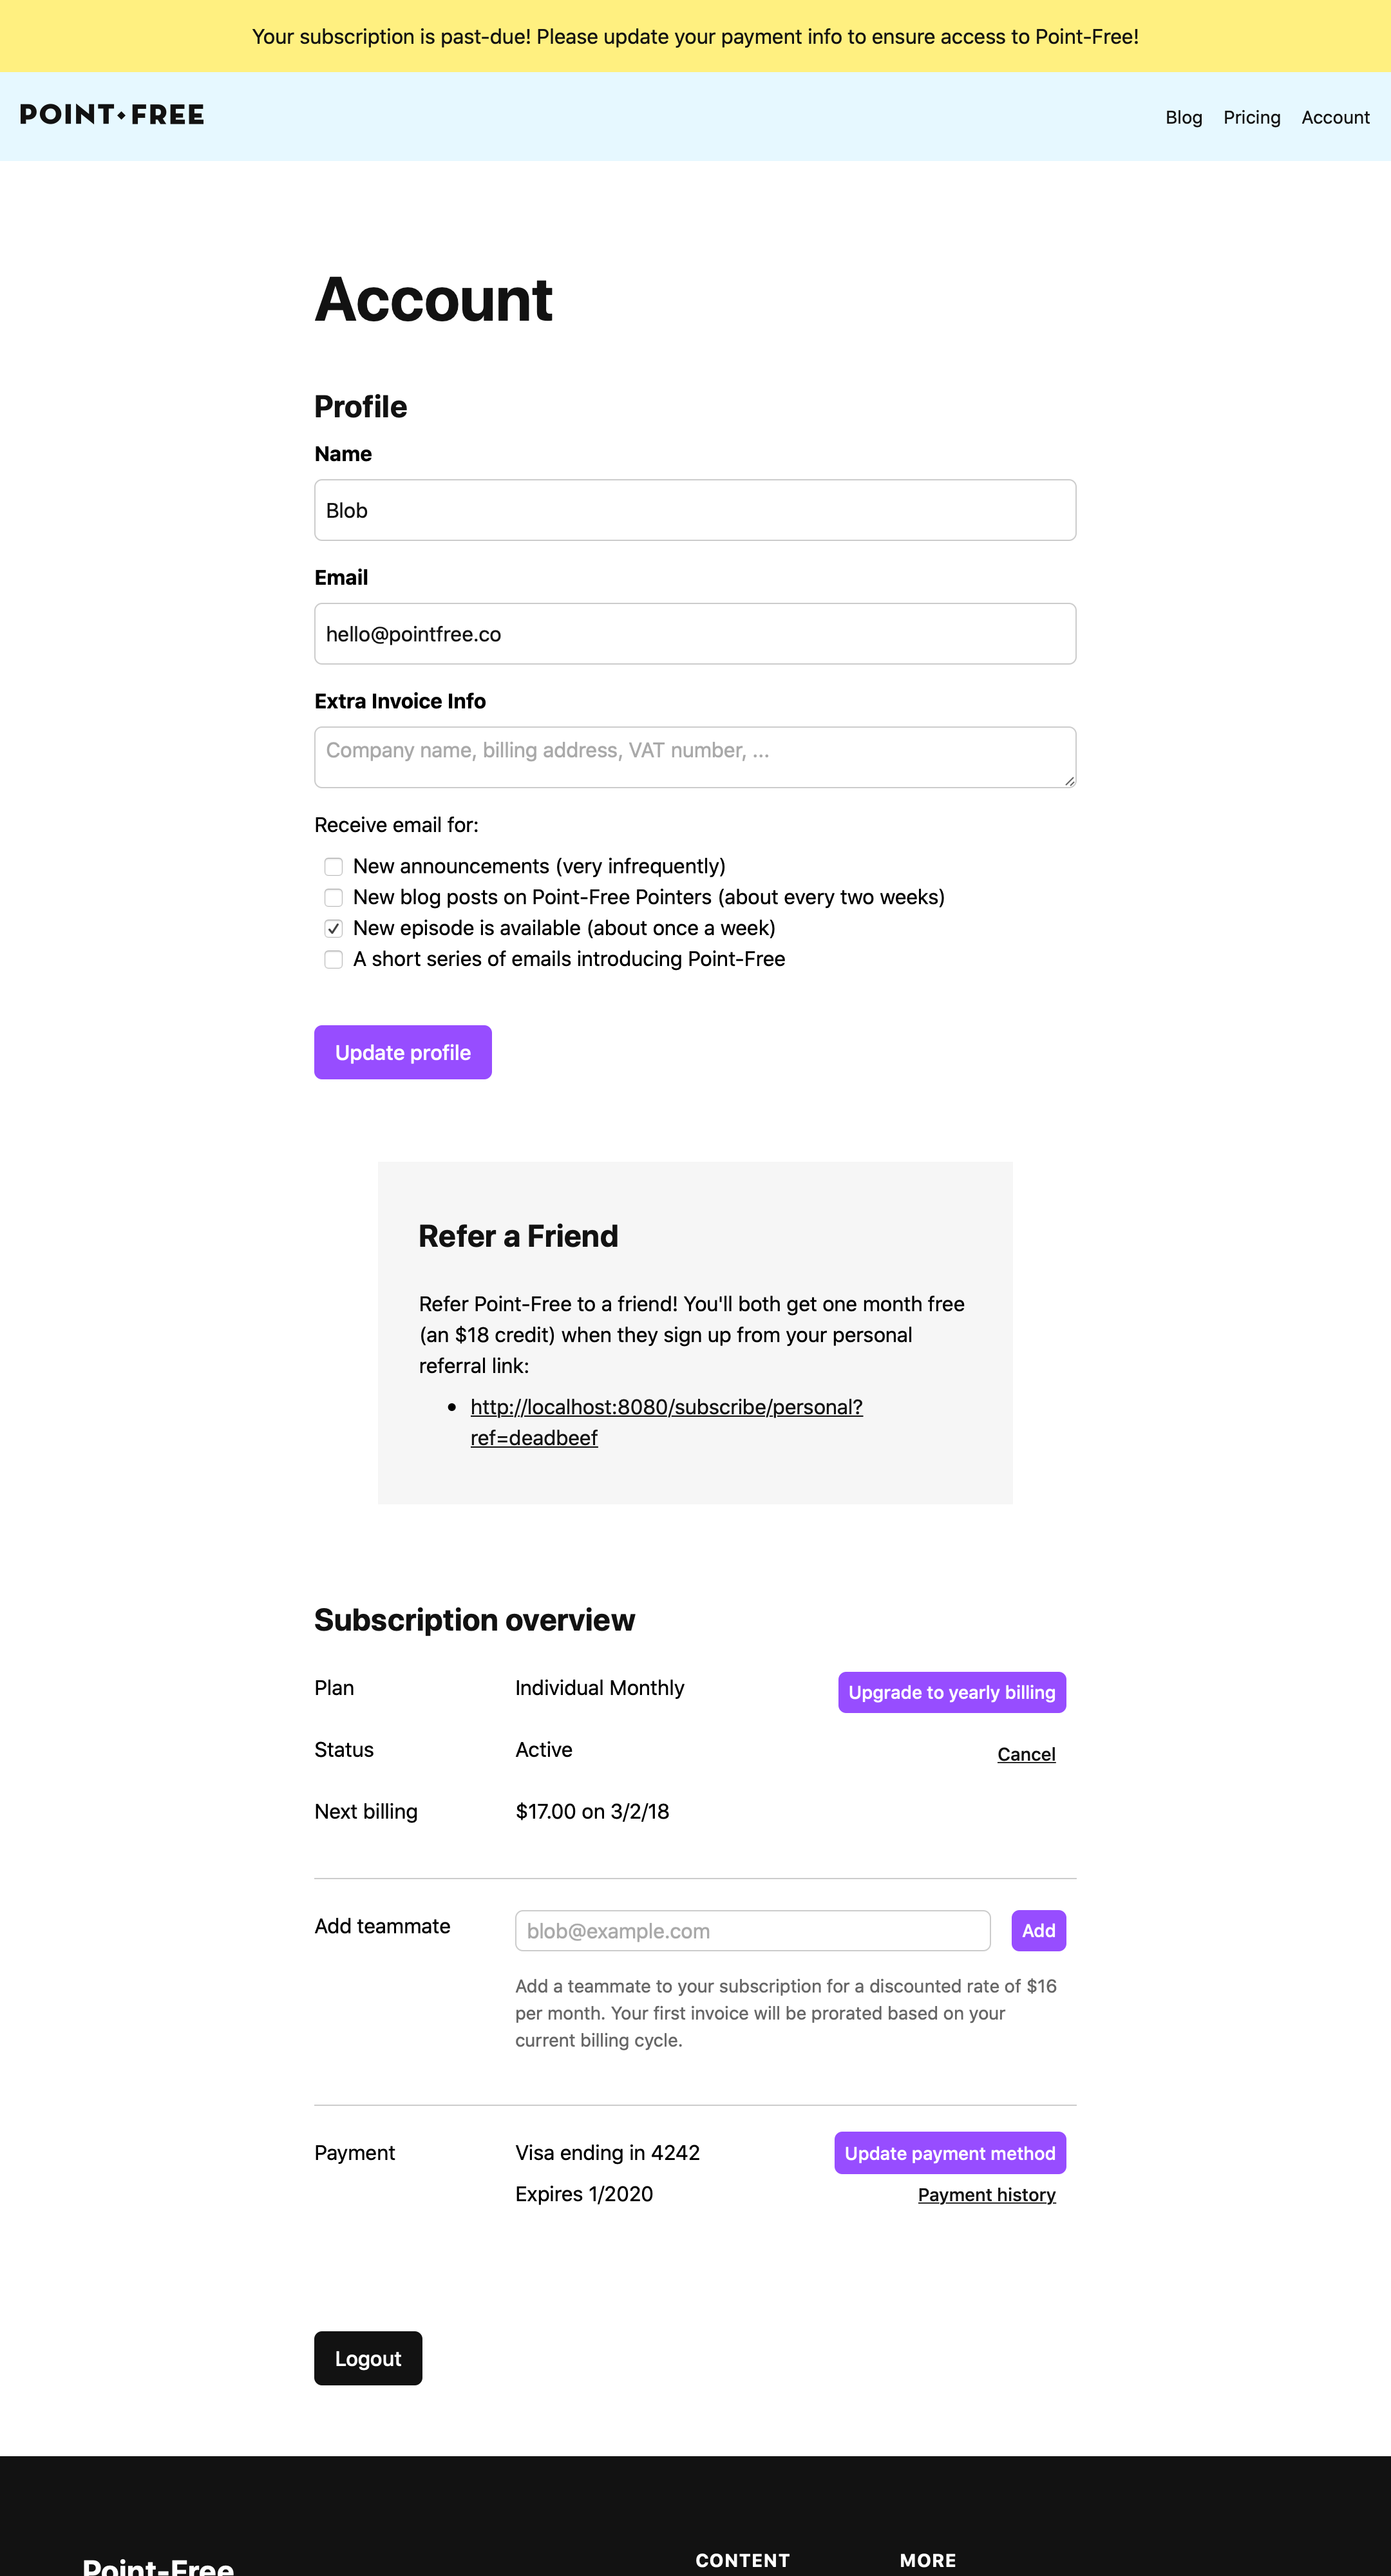 Your subscription is past-due! Please update your payment info to ensure access to Point-Free!
POINT·FREE
Blog Pricing Account
Account
Profile
Name
Blob
Email
hello@pointfree.co
Extra Invoice Info
Company name, billing address, VAT number, ...
Receive email for:
New announcements (very infrequently)
New blog posts on Point-Free Pointers (about every two weeks)
New episode is available (about once a week)
A short series of emails introducing Point-Free
Update profile
Refer a Friend
Refer Point-Free to a friend! You'll both get one month free
(an $18 credit) when they sign up from your personal
referral link:
http://localhost:8080/subscribe/personal?
ref=deadbeef
Subscription overview
Plan Individual Monthly Upgrade to yearly billing
Status Active Cancel
Next billing $17.00 on 3/2/18
Add teammate blob@example.com Add
Add a teammate to your subscription for a discounted rate of $16
per month. Your first invoice will be prorated based on your
current billing cycle.
Payment Visa ending in 4242 Update payment method
Expires 1/2020 Payment history
Logout
Point-Free CONTENT MORE